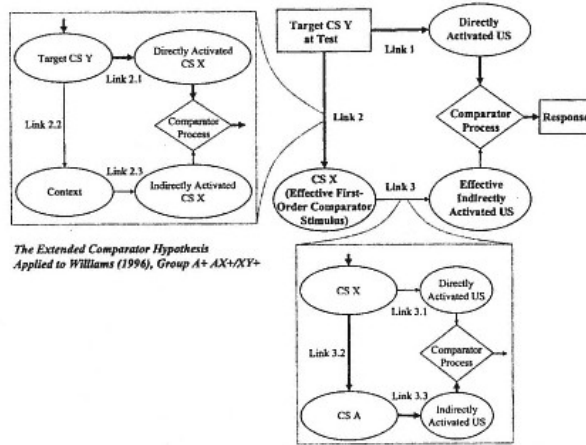 Target CS Y
Link 2.1
Directly Activated
CS X
Link 2.2
Comparator
Process
Context
Link 2.3
Indirectly Activated
CS X
Target CS Y
at Test
Link 1
Directly
Activated US
Link 2
Comparator
Process
Response
CS X
(Effective First-
Order Comparator
Stimulus)
Link 3
Effective
Indirectly
Activated US
The Extended Comparator Hypothesis
Applied to Williams (1996), Group A+ AX+/XY+
CS X
Link 3.1
Directly
Activated US
Link 3.2
Comparator
Process
CS A
Link 3.3
Indirectly
Activated US